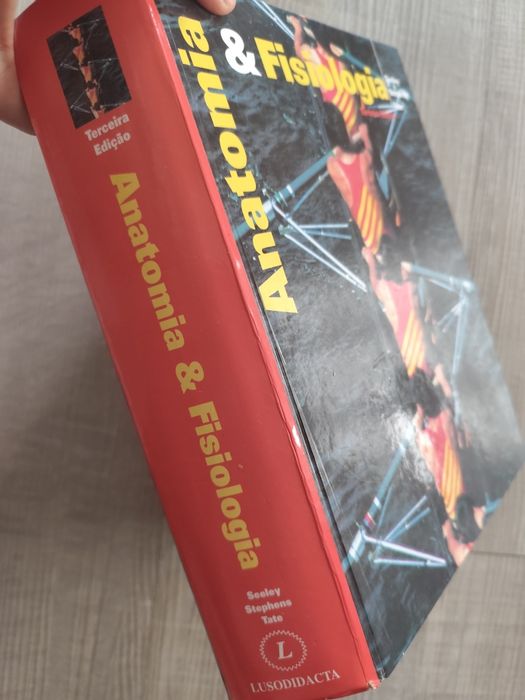 Terceira
Edição
Anatomia & Fisiologia
Seeley
Stephens
Tate
L
LUSODIDACTA
Anatomia
& Fisiologia